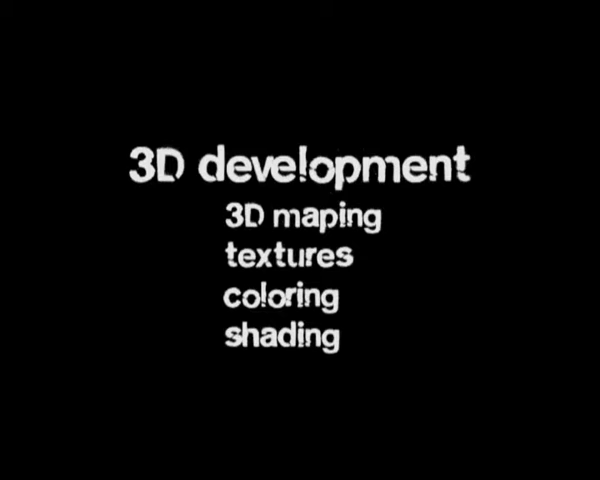 3D development
3D maping
textures
coloring
shading